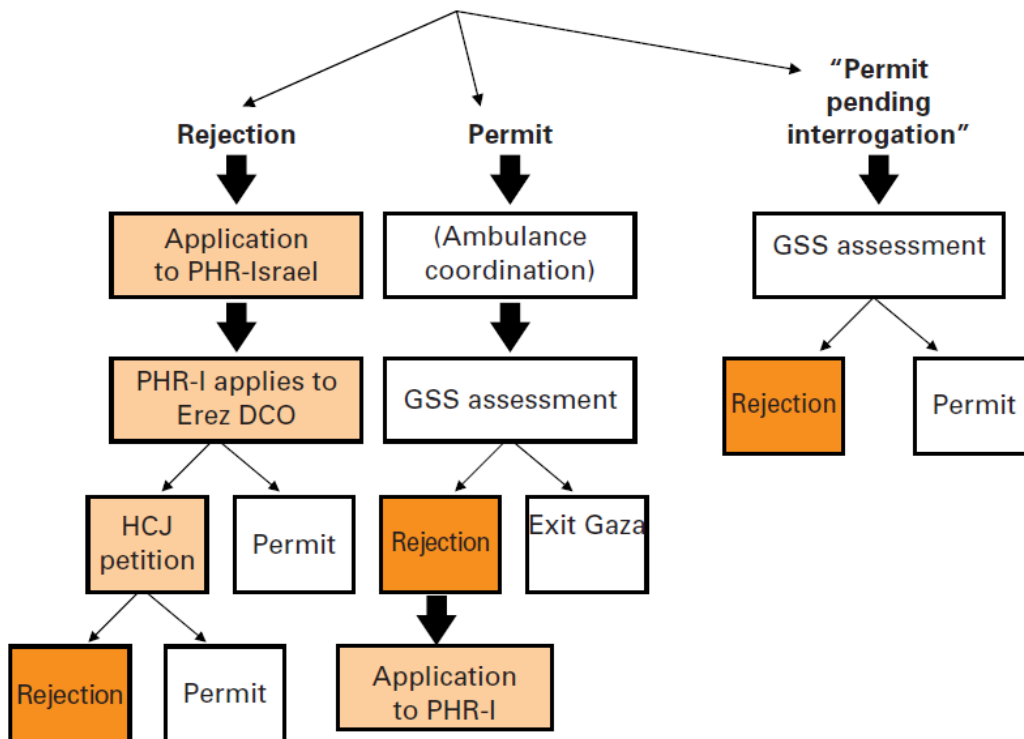 “Permit
pending
interrogation”
Rejection
Permit
Application
to PHR-Israel
(Ambulance
coordination)
GSS assessment
PHR-I applies to
Erez DCO
GSS assessment
Rejection
Permit
HCJ
petition
Permit
Rejection
Exit Gaza
Rejection
Permit
Application
to PHR-I